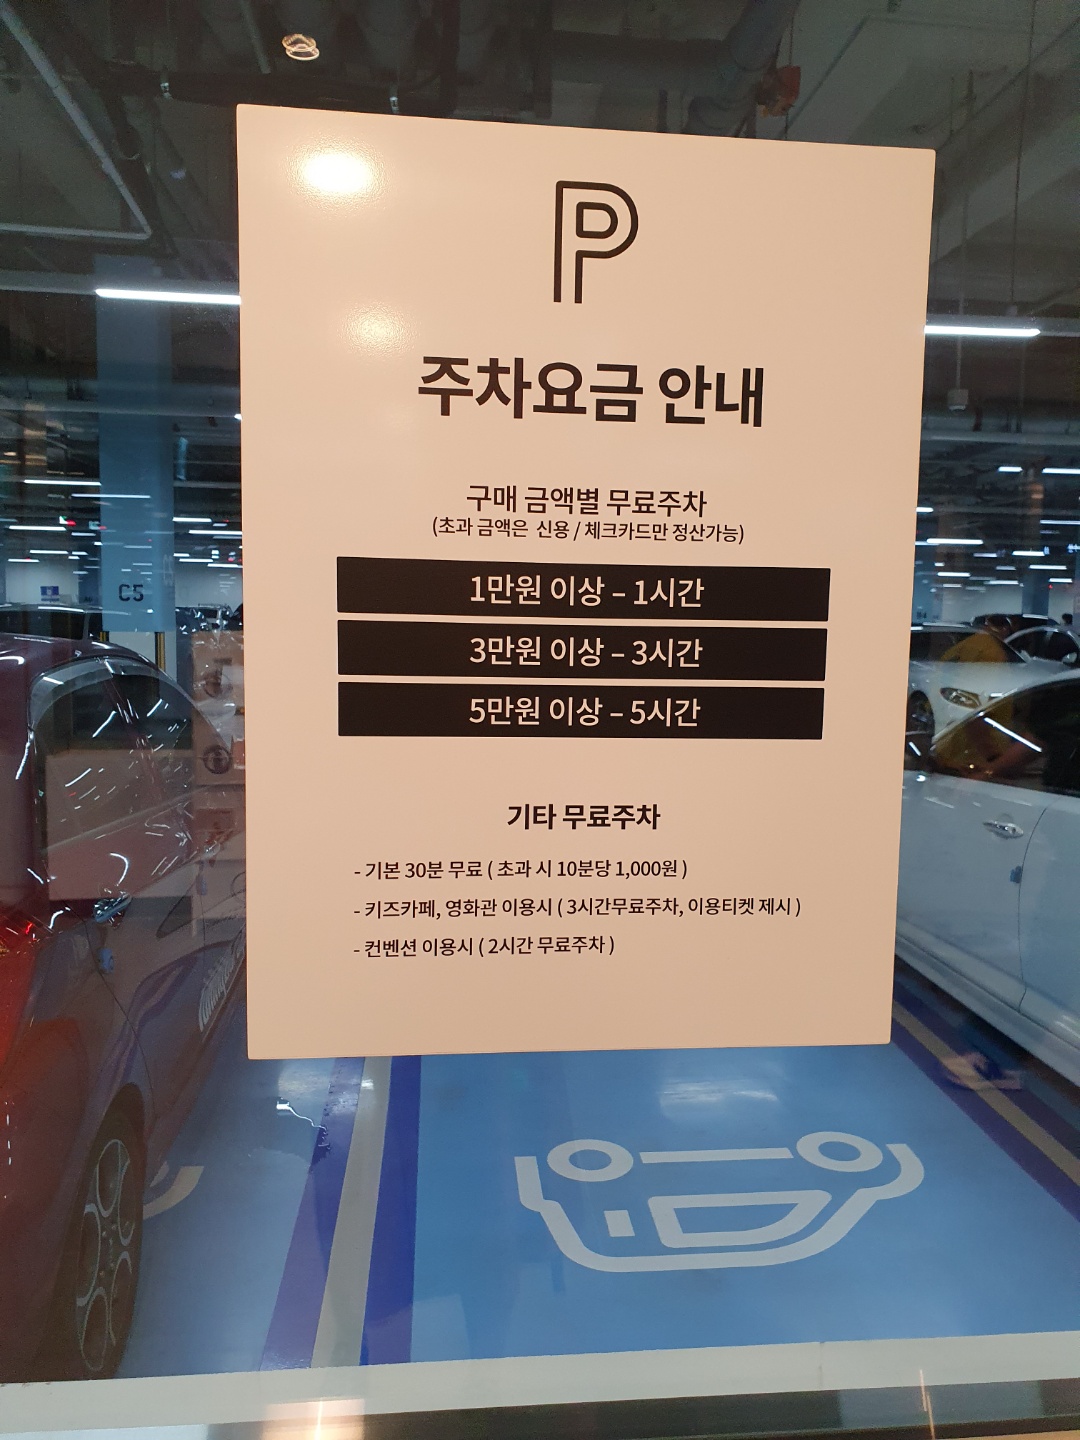 P
주차요금 안내
구매 금액별 무료주차
(초과 금액은 신용 / 체크카드만 정산가능)
1만원 이상 – 1시간
3만원 이상 – 3시간
5만원 이상 – 5시간
기타 무료주차
- 기본 30분 무료 ( 초과 시 10분당 1,000원 )
- 키즈카페, 영화관 이용시 ( 3시간무료주차, 이용티켓 제시 )
- 컨벤션 이용시 ( 2시간 무료주차 )
C5